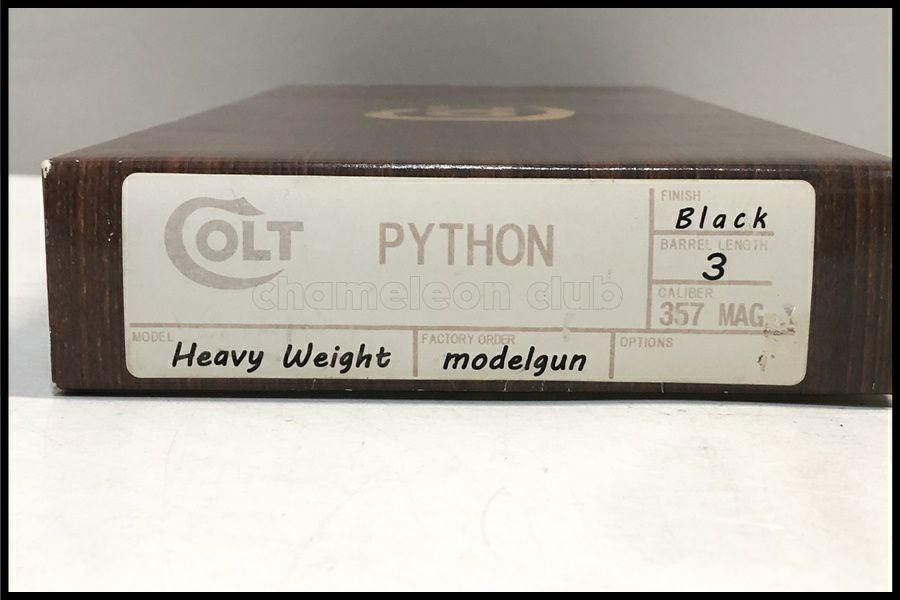 COLT
PYTHON
FINISH
Black
BARREL LENGTH
3
CALIBER
357 MAG
chameleon club
MODEL
Heavy Weight
FACTORY ORDER
modelgun
OPTIONS